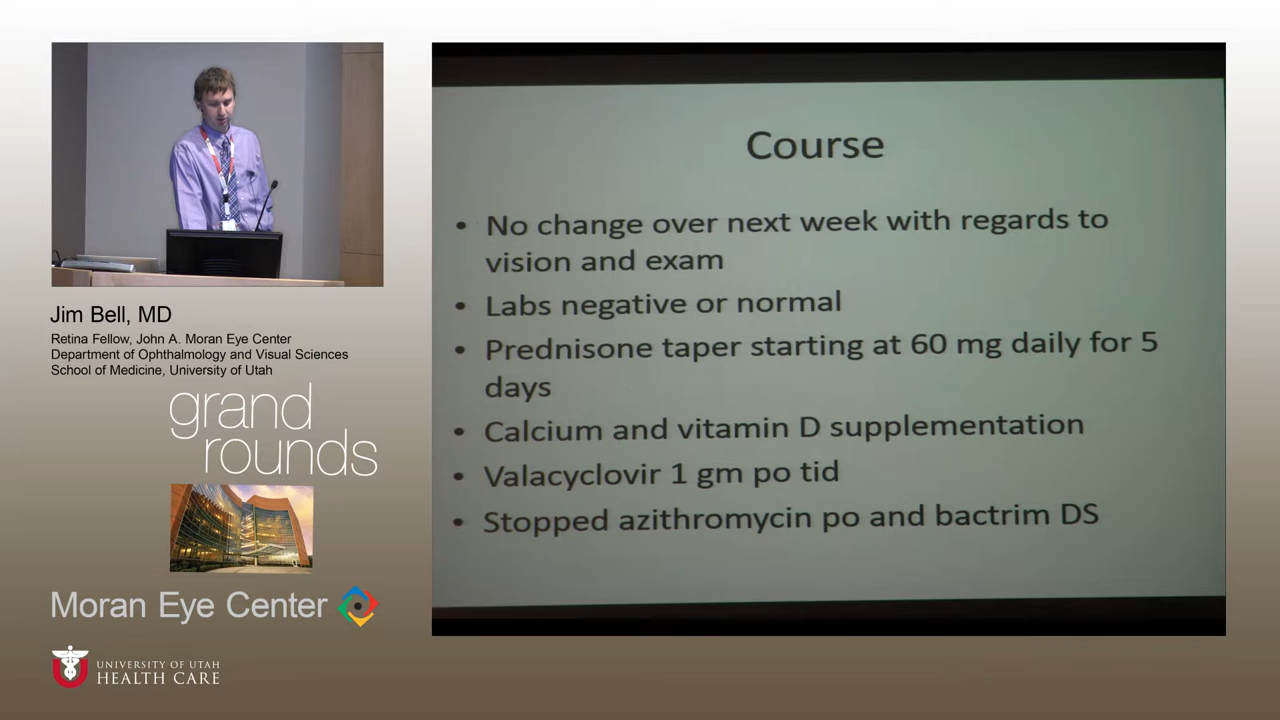 Jim Bell, MD
Retina Fellow, John A. Moran Eye Center
Department of Ophthalmology and Visual Sciences
School of Medicine, University of Utah
grand
rounds
Moran Eye Center
UNIVERSITY OF UTAH
HEALTH CARE
Course
• No change over next week with regards to
vision and exam
• Labs negative or normal
• Prednisone taper starting at 60 mg daily for 5
days
• Calcium and vitamin D supplementation
• Valacyclovir 1 gm po tid
• Stopped azithromycin po and bactrim DS